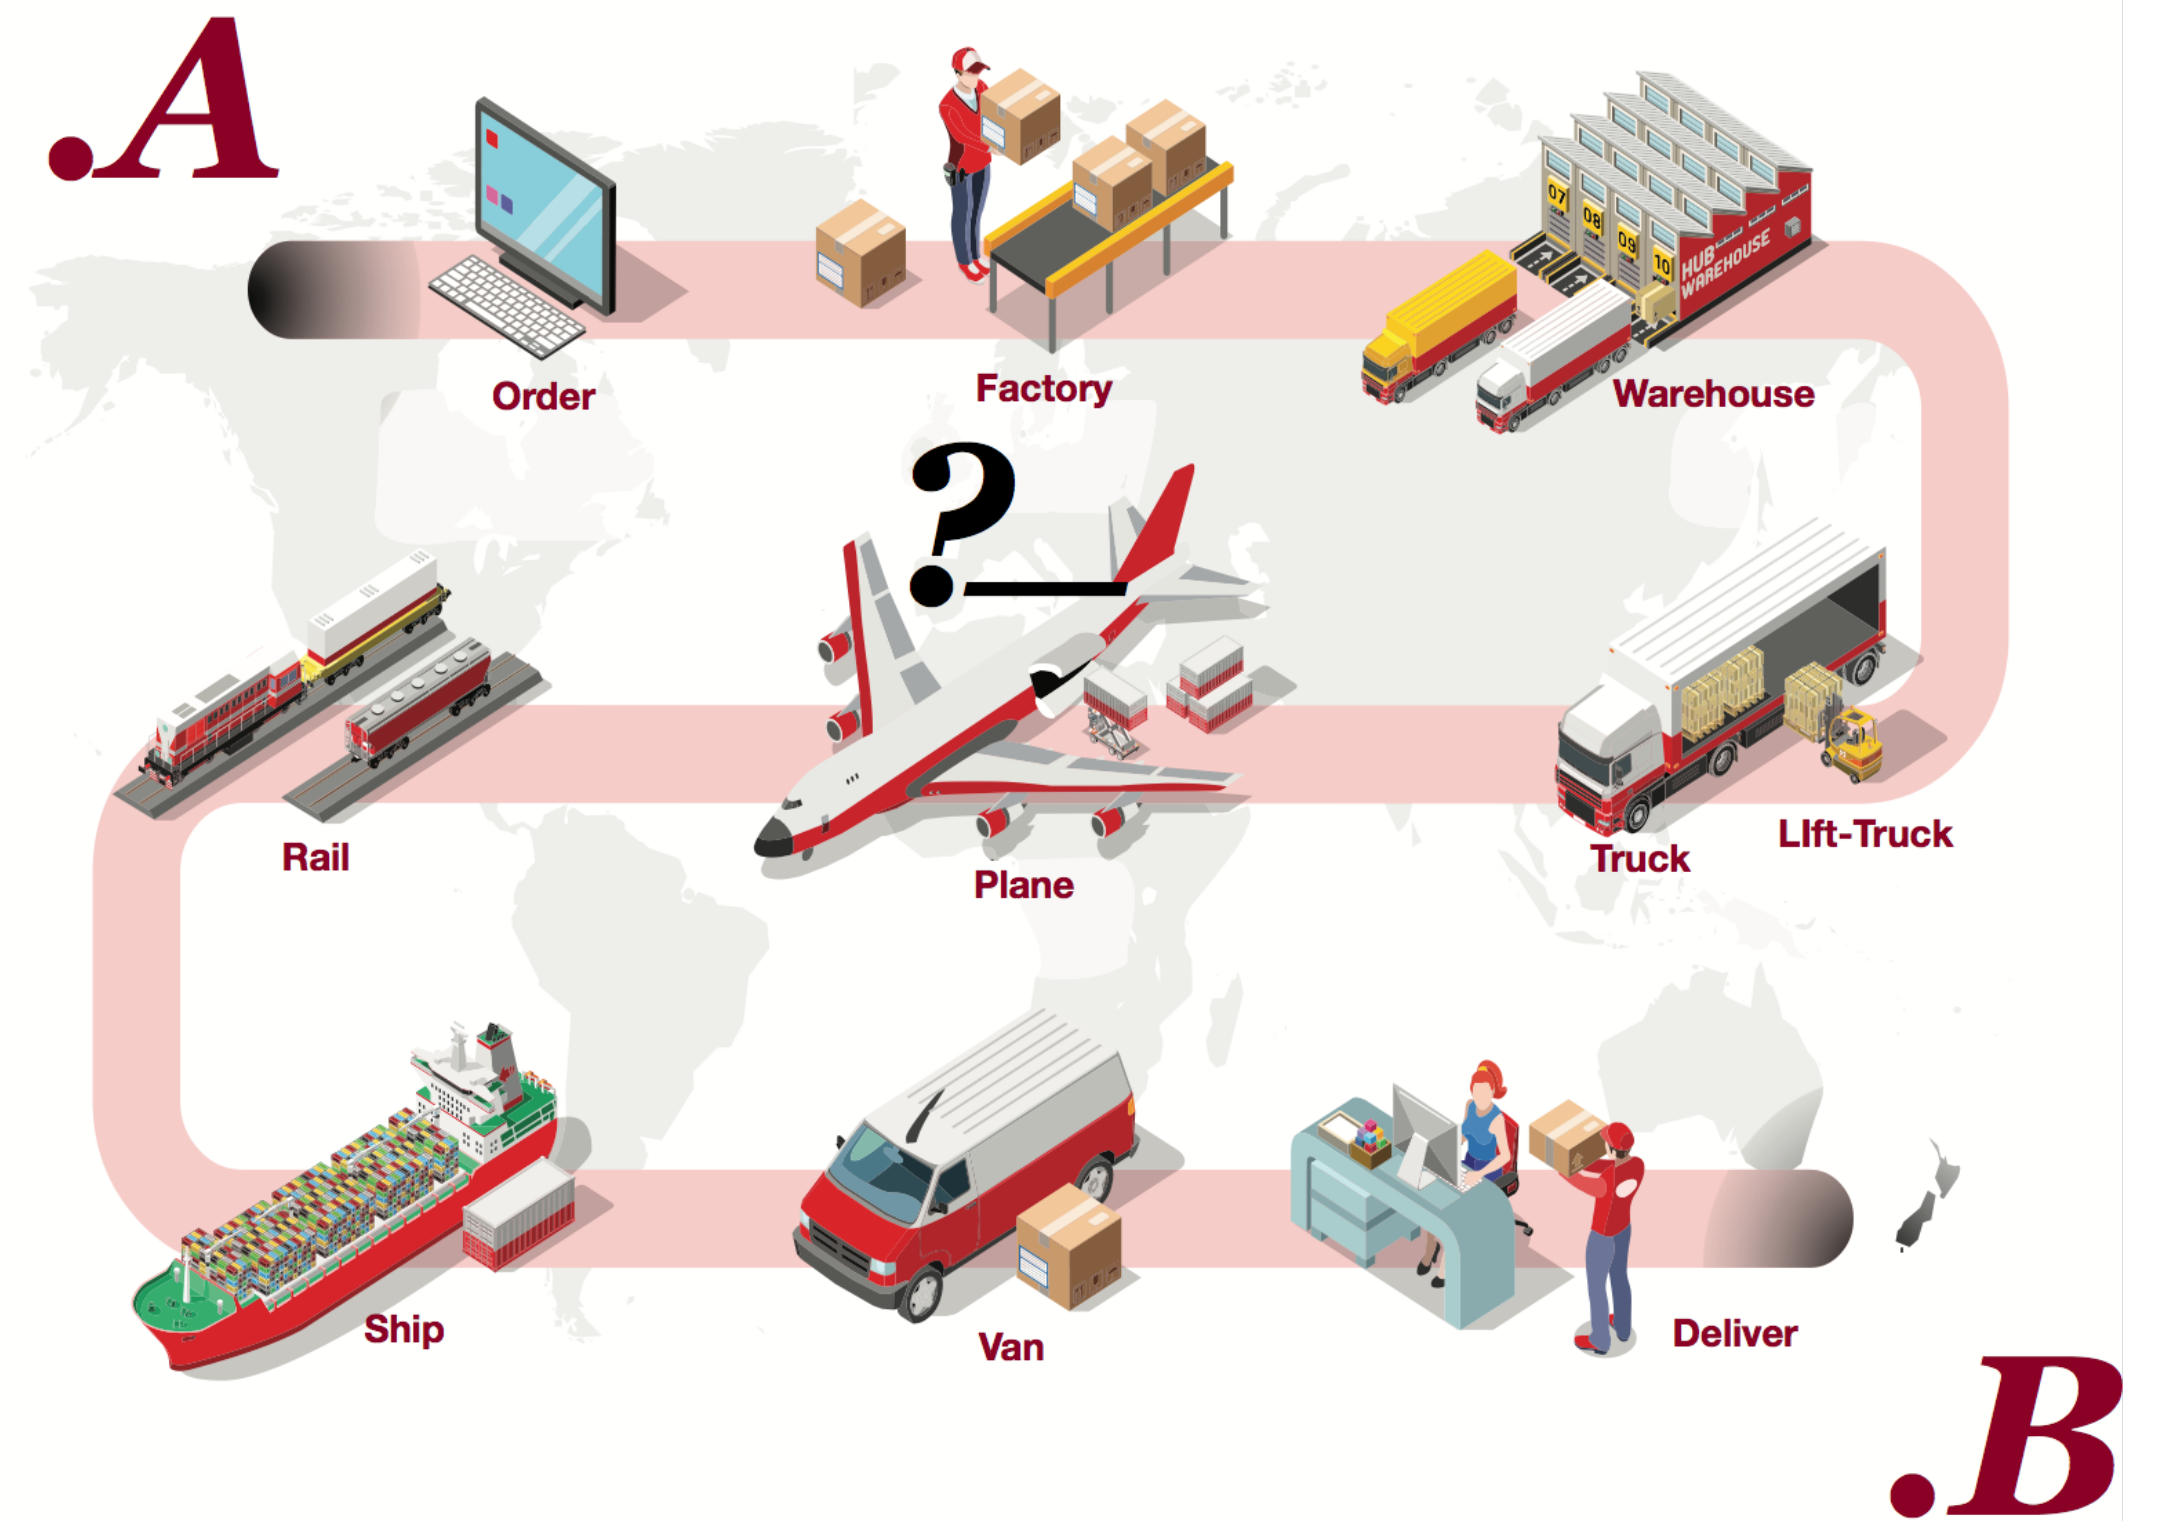 .A
07
08
09
10
HUB
WAREHOUSE
Order
Factory
Warehouse
?
Rail
Plane
Truck
LIft-Truck
Ship
Van
Deliver
.B